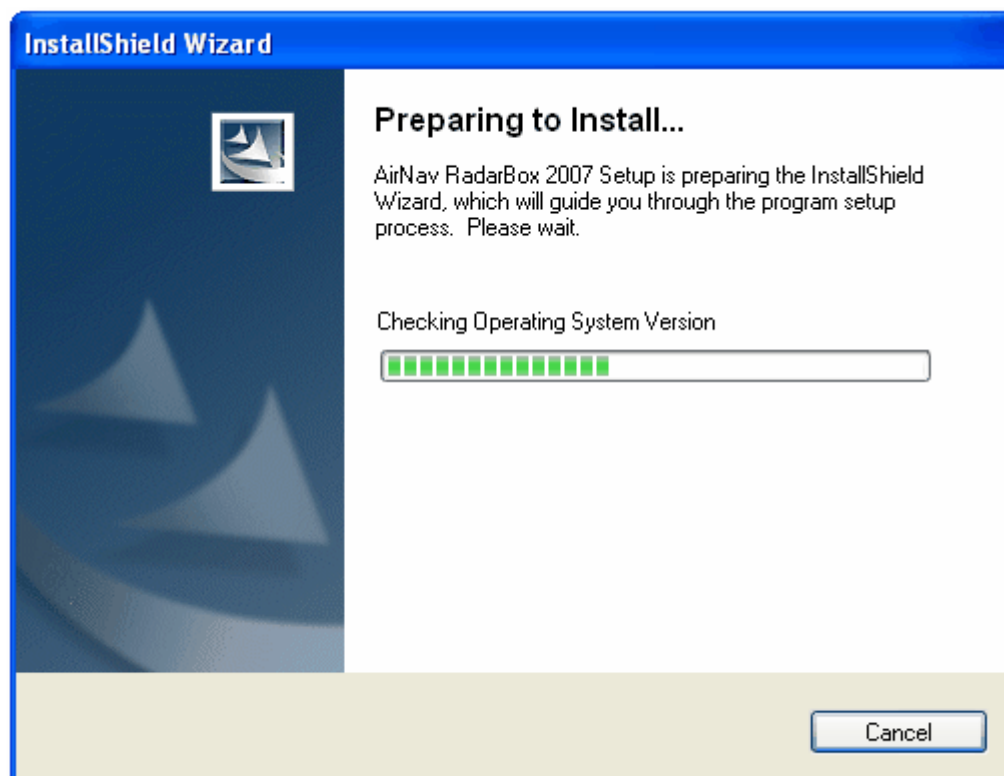 InstallShield Wizard
Preparing to Install...
AirNav RadarBox 2007 Setup is preparing the InstallShield
Wizard, which will guide you through the program setup
process.  Please wait.
Checking Operating System Version
Cancel